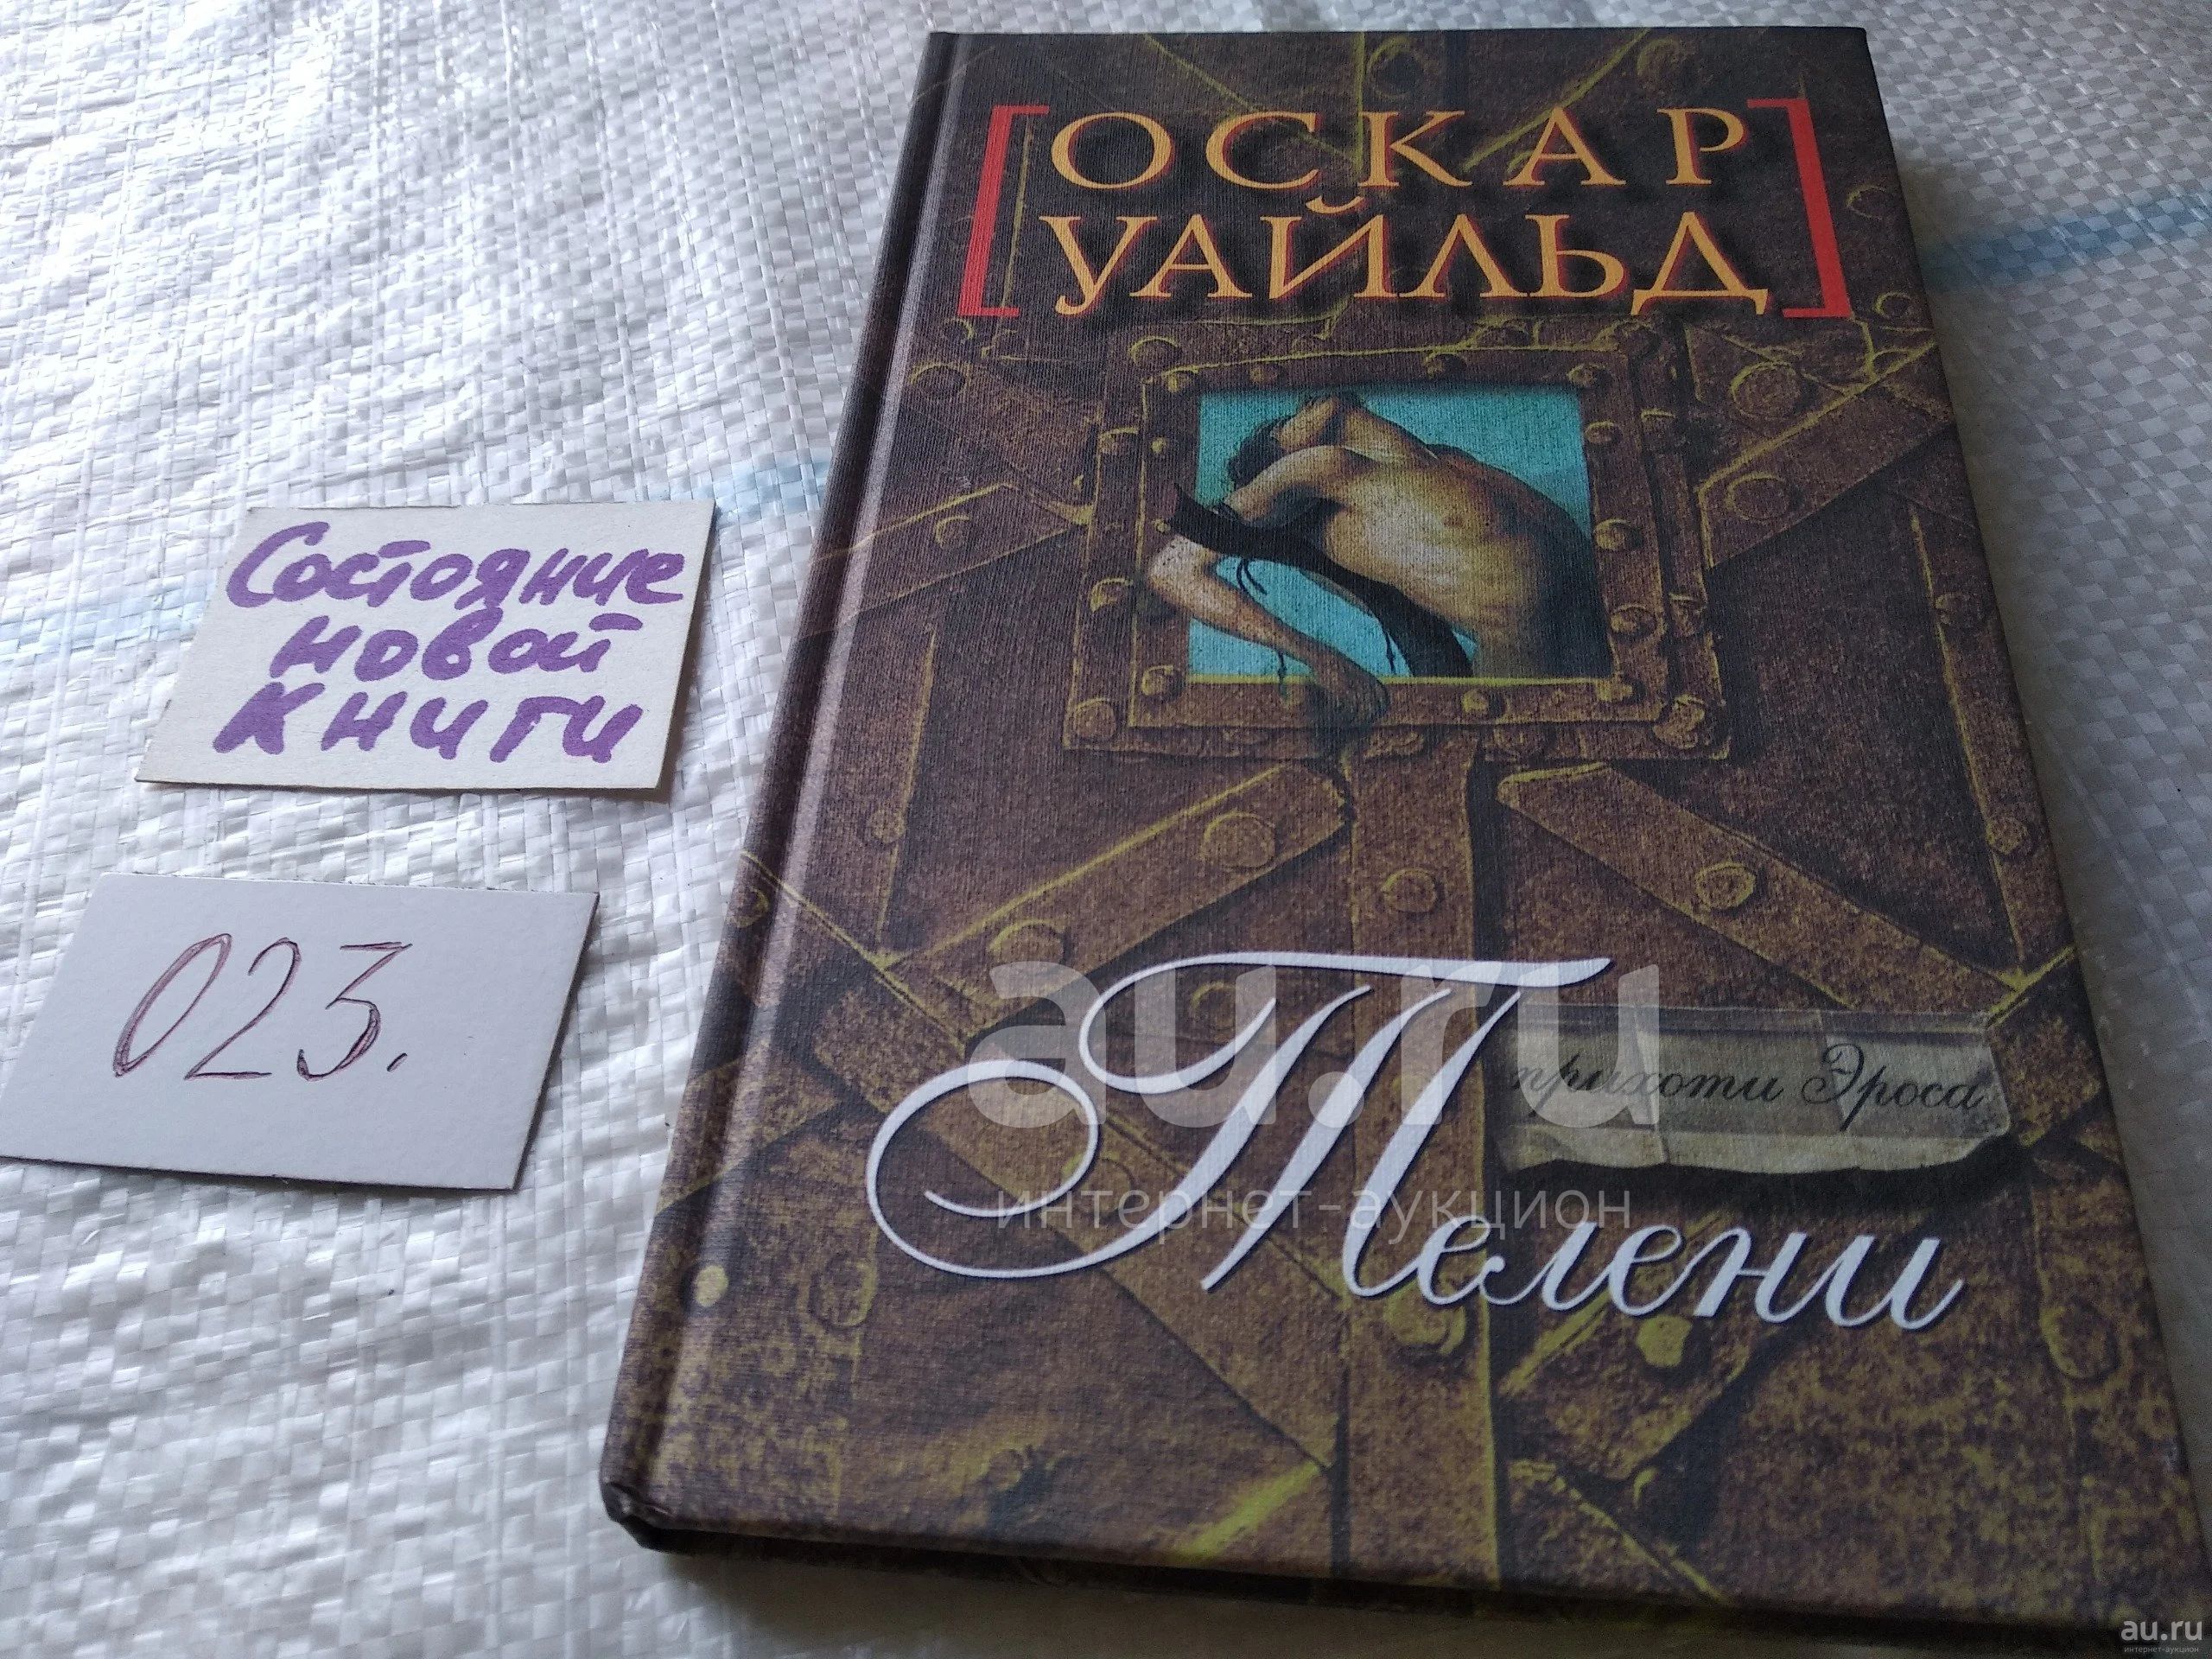 ОСКАР
УАЙЛЬД
Состояние
новой
книги
023.
au.ru
прихоти Эроса
интернет-аукцион
Телени
au.ru
интернет-аукцион